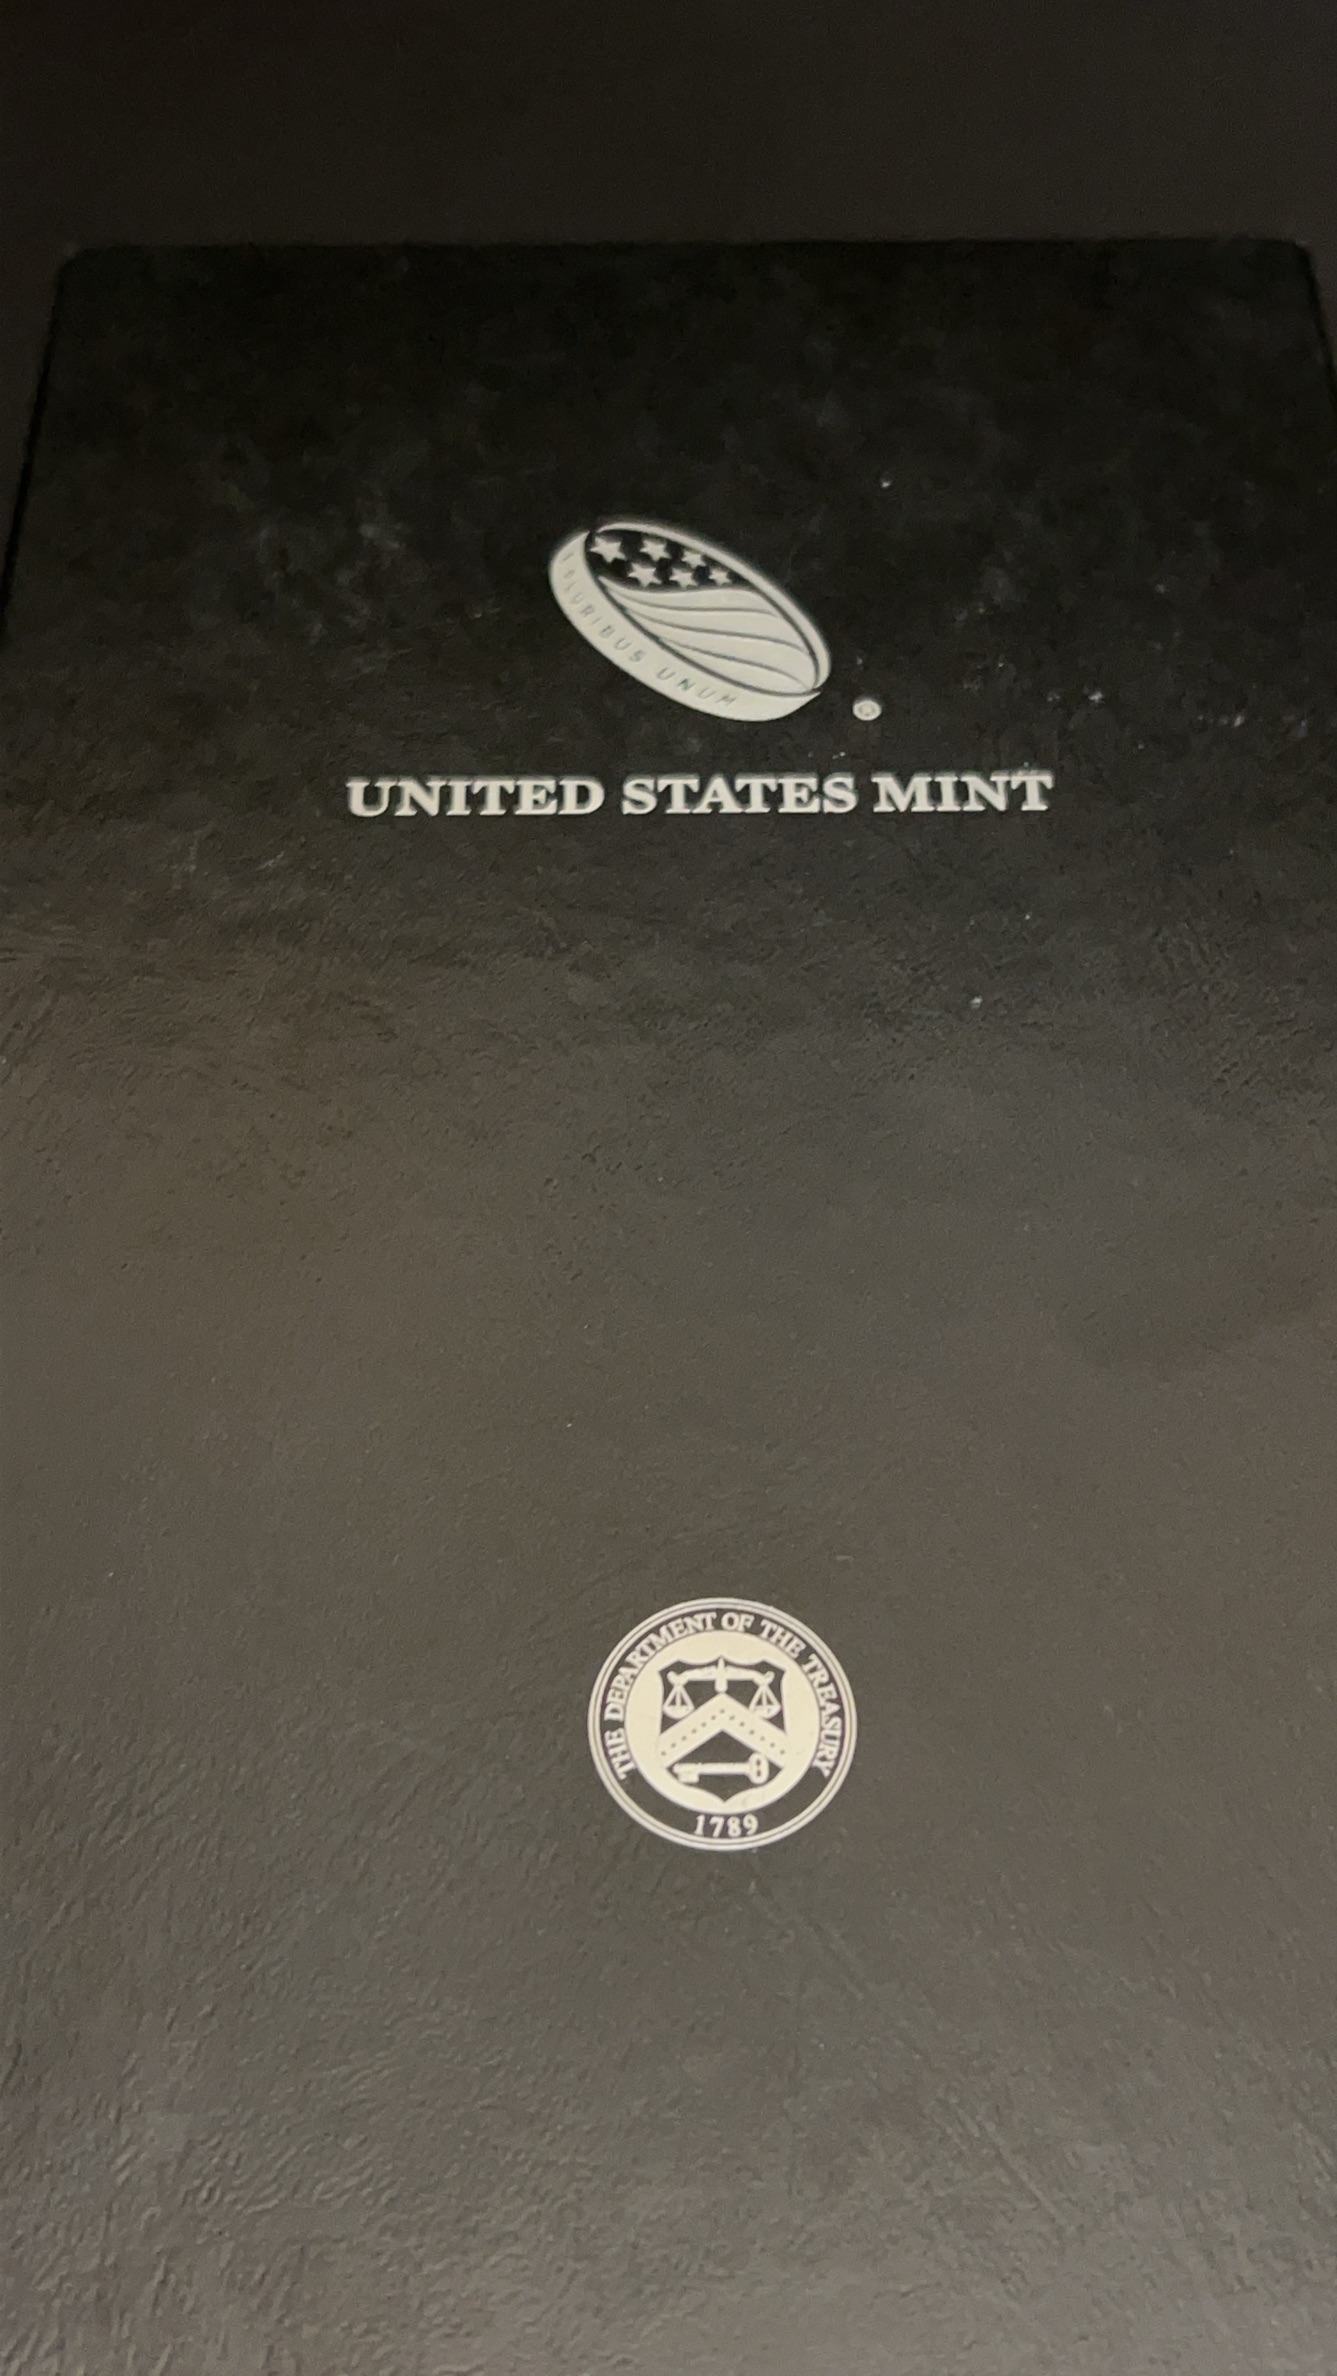 E PLURIBUS UNUM
®
UNITED STATES MINT
THE DEPARTMENT OF THE TREASURY
1789